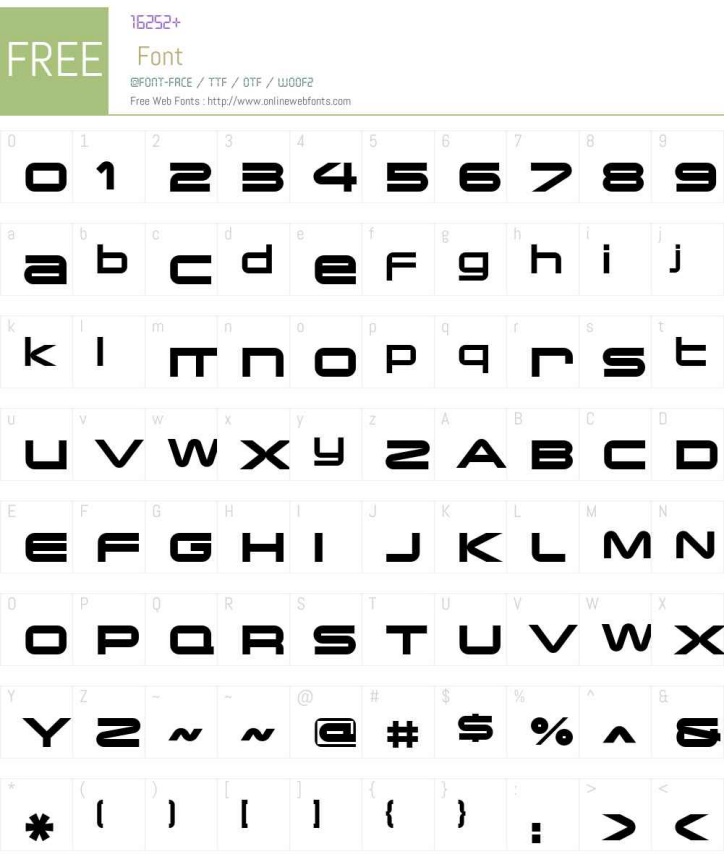 FREE
16252+
Font
@FONT-FACE / TTF / OTF / WOOF2
Free Web Fonts : http://www.onlinewebfonts.com
0 1 2 3 4 5 6 7 8 9
0 1 2 3 4 5 6 7 8 9
a b c d e f g h i j
a b c d e f g h i j
k l m n o p q r s t
k l m n o p q r s t
u v w x y z A B C D
u v w x y z A B C D
E F G H I J K L M N
E F G H I J K L M N
O P Q R S T U V W X
O P Q R S T U V W X
Y Z ~ ~ @ # $ % ^ &
Y Z ~ ~ @ # $ % ^ &
* ( ) [ ] { } : > <
* ( ) [ ] { } : > <